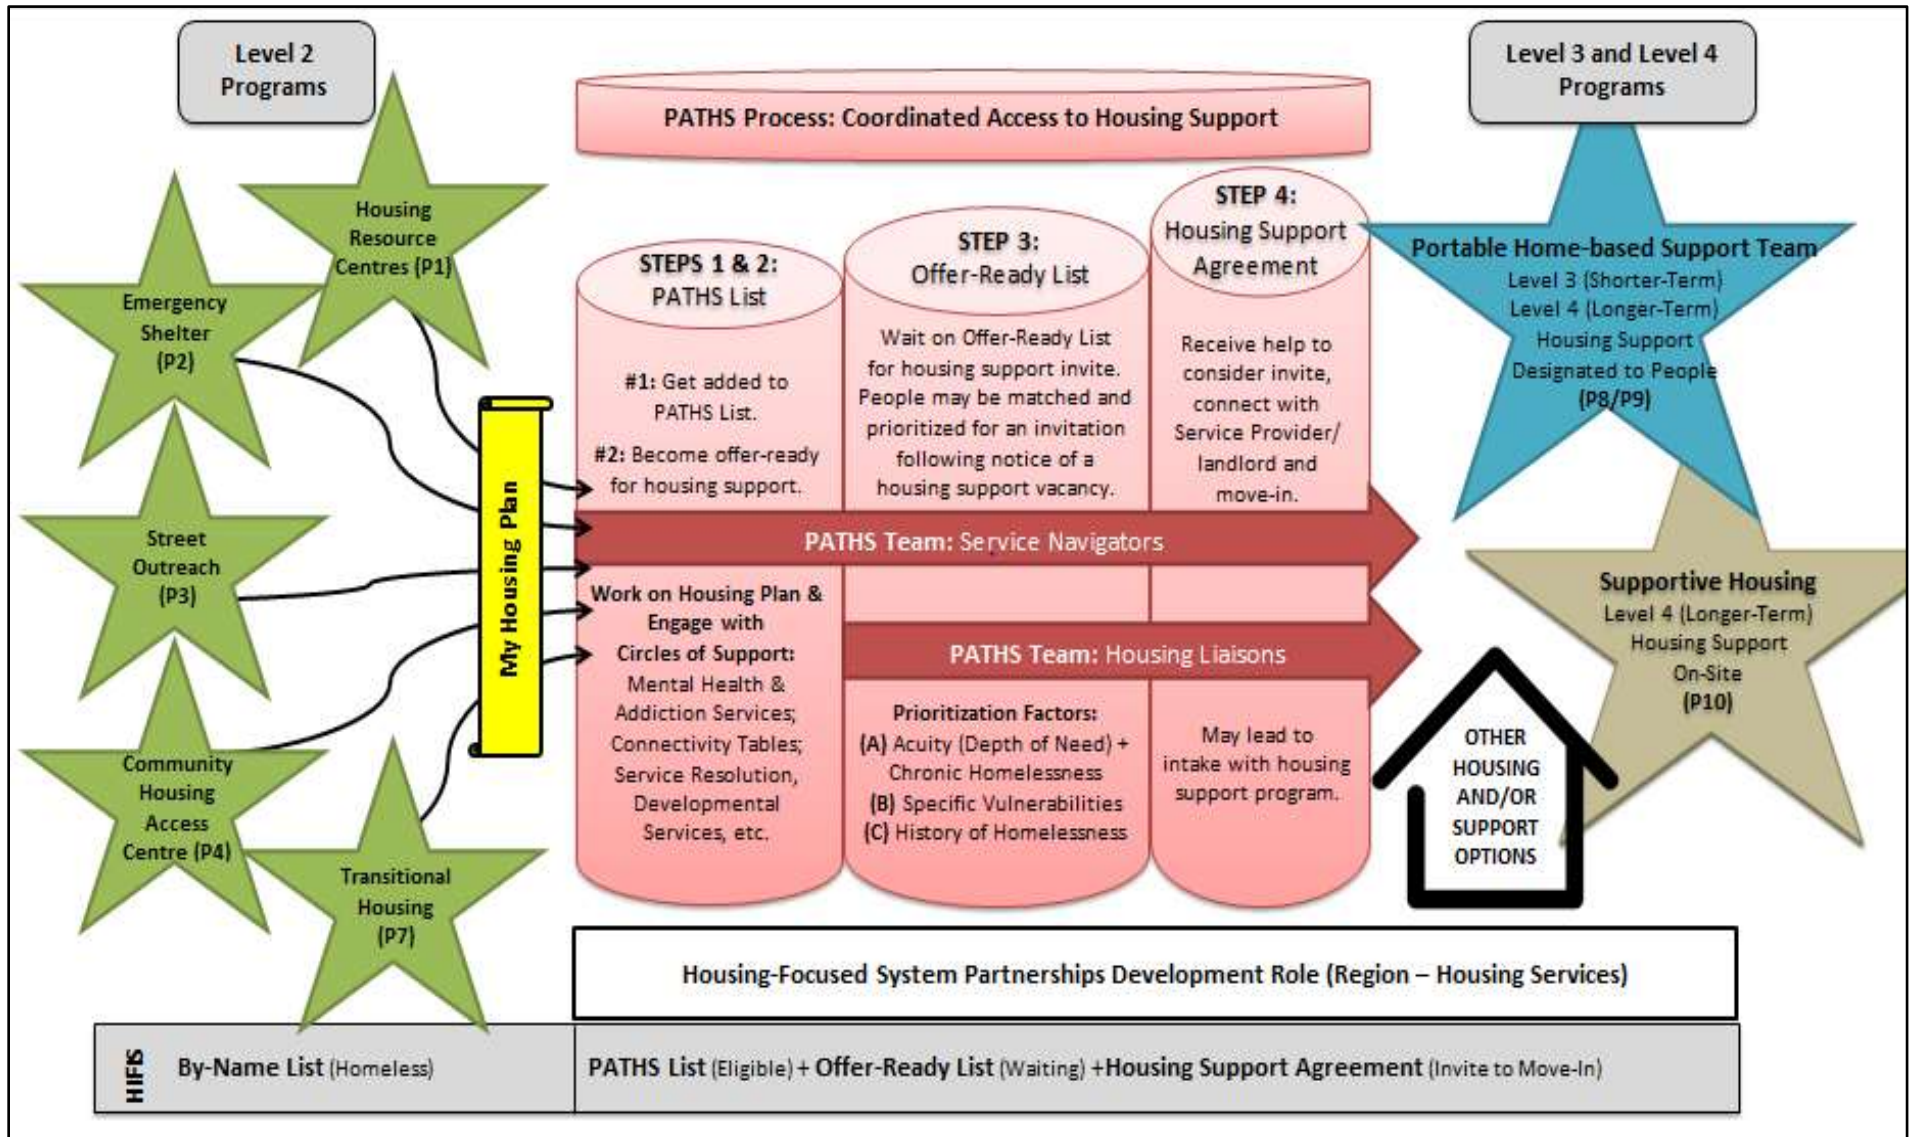 Level 2
Programs
PATHS Process: Coordinated Access to Housing Support
Level 3 and Level 4
Programs
Housing
Resource
Centres (P1)
Emergency
Shelter
(P2)
Street
Outreach
(P3)
Community
Housing
Access
Centre (P4)
Transitional
Housing
(P7)
My Housing Plan
STEPS 1 & 2:
PATHS List
#1: Get added to
PATHS List.
#2: Become offer-ready
for housing support.
STEP 3:
Offer-Ready List
Wait on Offer-Ready List
for housing support invite.
People may be matched and
prioritized for an invitation
following notice of a
housing support vacancy.
STEP 4:
Housing Support
Agreement
Receive help to
consider invite,
connect with
Service Provider/
landlord and
move-in.
PATHS Team: Service Navigators
Work on Housing Plan &
Engage with
Circles of Support:
Mental Health &
Addiction Services;
Connectivity Tables;
Service Resolution,
Developmental
Services, etc.
PATHS Team: Housing Liaisons
Prioritization Factors:
(A) Acuity (Depth of Need) +
Chronic Homelessness
(B) Specific Vulnerabilities
(C) History of Homelessness
May lead to
intake with housing
support program.
Portable Home-based Support Team
Level 3 (Shorter-Term)
Level 4 (Longer-Term)
Housing Support
Designated to People
(P8/P9)
Supportive Housing
Level 4 (Longer-Term)
Housing Support
On-Site
(P10)
OTHER
HOUSING
AND/OR
SUPPORT
OPTIONS
Housing-Focused System Partnerships Development Role (Region – Housing Services)
HIFIS
By-Name List (Homeless)
PATHS List (Eligible) + Offer-Ready List (Waiting) +Housing Support Agreement (Invite to Move-In)